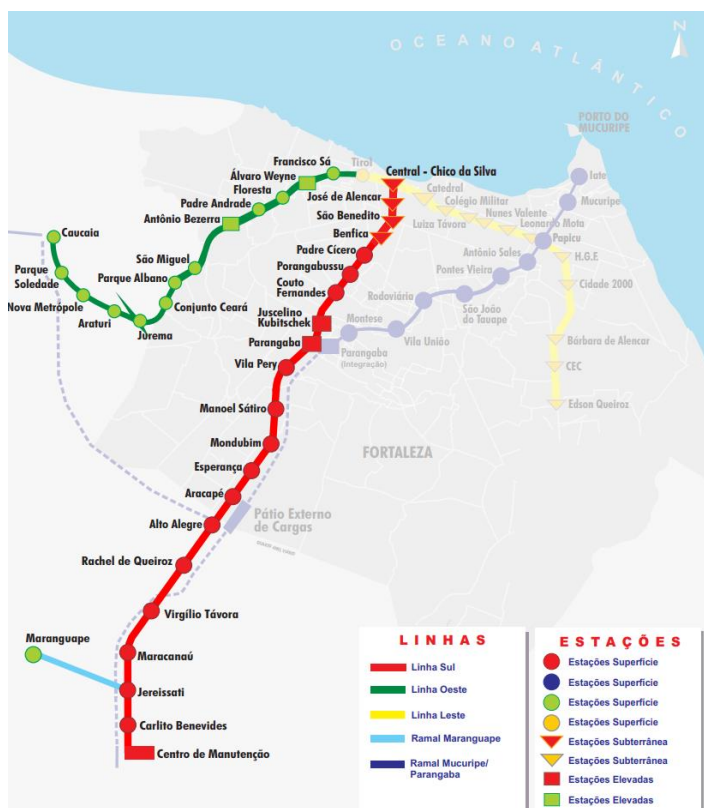 OCEANO ATLÂNTICO
N
PORTO DO
MUCURIPE
Francisco Sá
Tirol
Central - Chico da Silva
Iate
Álvaro Weyne
Floresta
José de Alencar
Catedral
Colégio Militar
Padre Andrade
Nunes Valente
Mucuripe
Antônio Bezerra
São Benedito
Luiza Távora
Leonardo Mota
Caucaia
Benfica
Papicu
Padre Cícero
Antônio Sales
H.G.E
São Miguel
Parque
Soledade
Parque Albano
Porangabussu
Pontes Vieira
Couto
Fernandes
Cidade 2000
Nova Metrópole
Conjunto Ceará
Rodoviária
Araturi
Jurema
Juscelino
Kubitschek
Montese
São João
do Tauape
Parangaba
Vila União
Bárbara de Alencar
Parangaba
(Integração)
Vila Pery
CEC
Manoel Sátiro
Edson Queiroz
Mondubim
FORTALEZA
Esperança
Aracapé
Pátio Externo
de Cargas
Alto Alegre
Rachel de Queiroz
Virgílio Távora
Maranguape
Maracanaú
Jereissati
Carlito Benevides
Centro de Manutenção
LINHAS
Linha Sul
Linha Oeste
Linha Leste
Ramal Maranguape
Ramal Mucuripe/
Parangaba
ESTAÇÕES
Estações Superfície
Estações Superfície
Estações Superfície
Estações Superfície
Estações Subterrânea
Estações Subterrânea
Estações Elevadas
Estações Elevadas